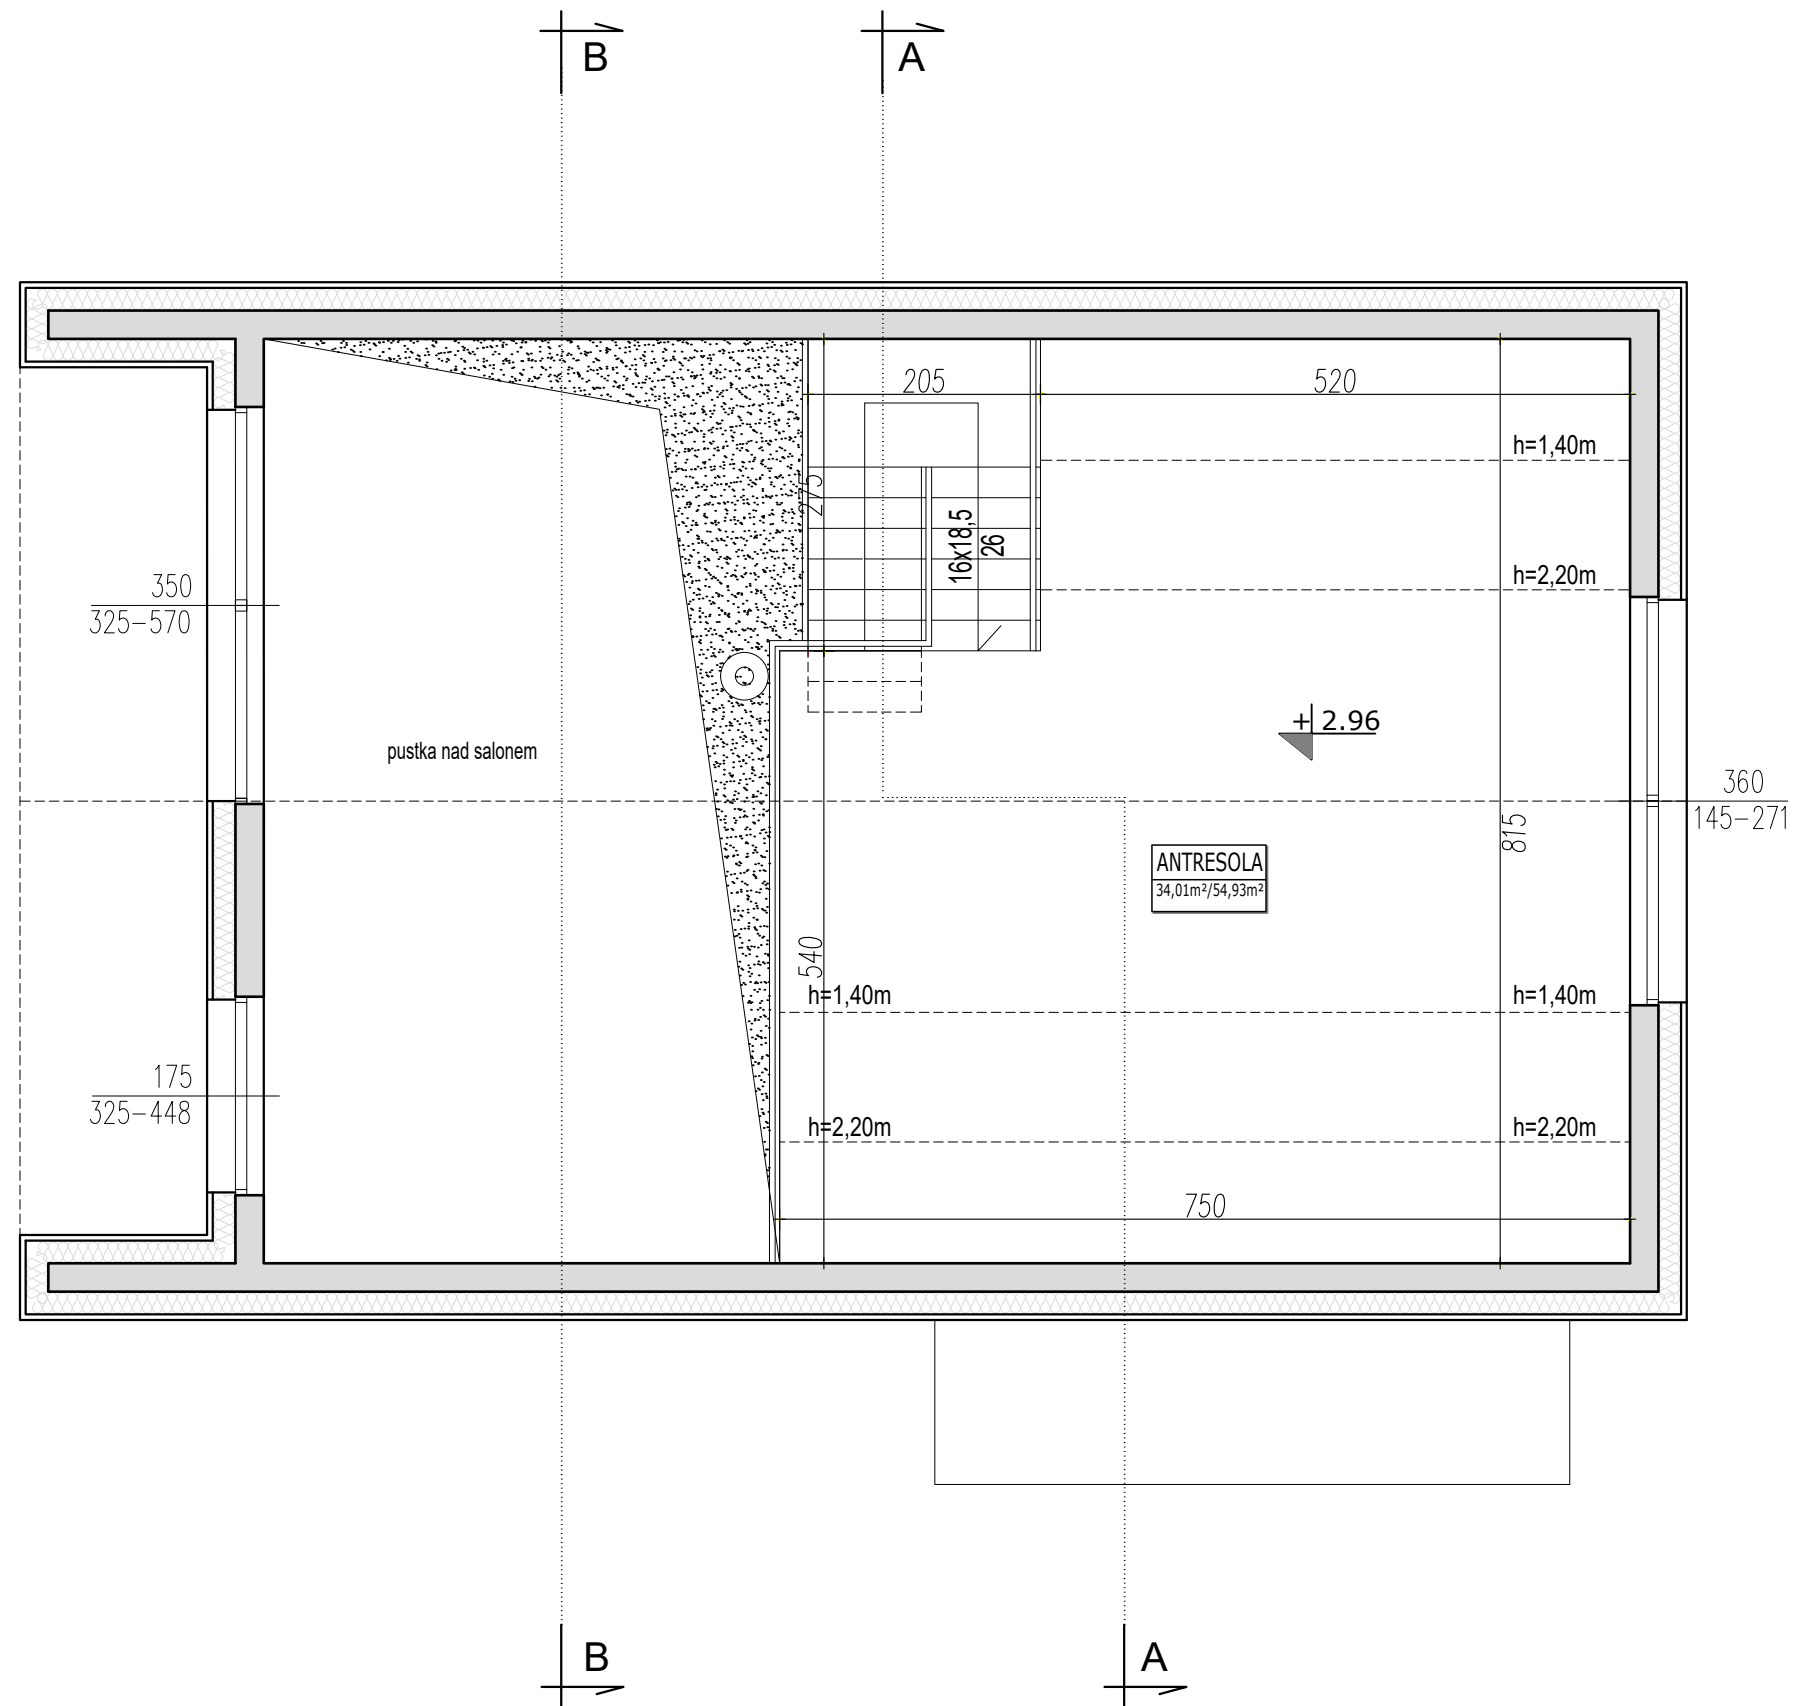 B
A
205
520
h=1,40m
275
16x18,5
26
h=2,20m
350
325-570
+ 2.96
pustka nad salonem
360
145-271
815
ANTRESOLA
34,01m²/54,93m²
540
h=1,40m
h=1,40m
175
325-448
h=2,20m
h=2,20m
750
B
A